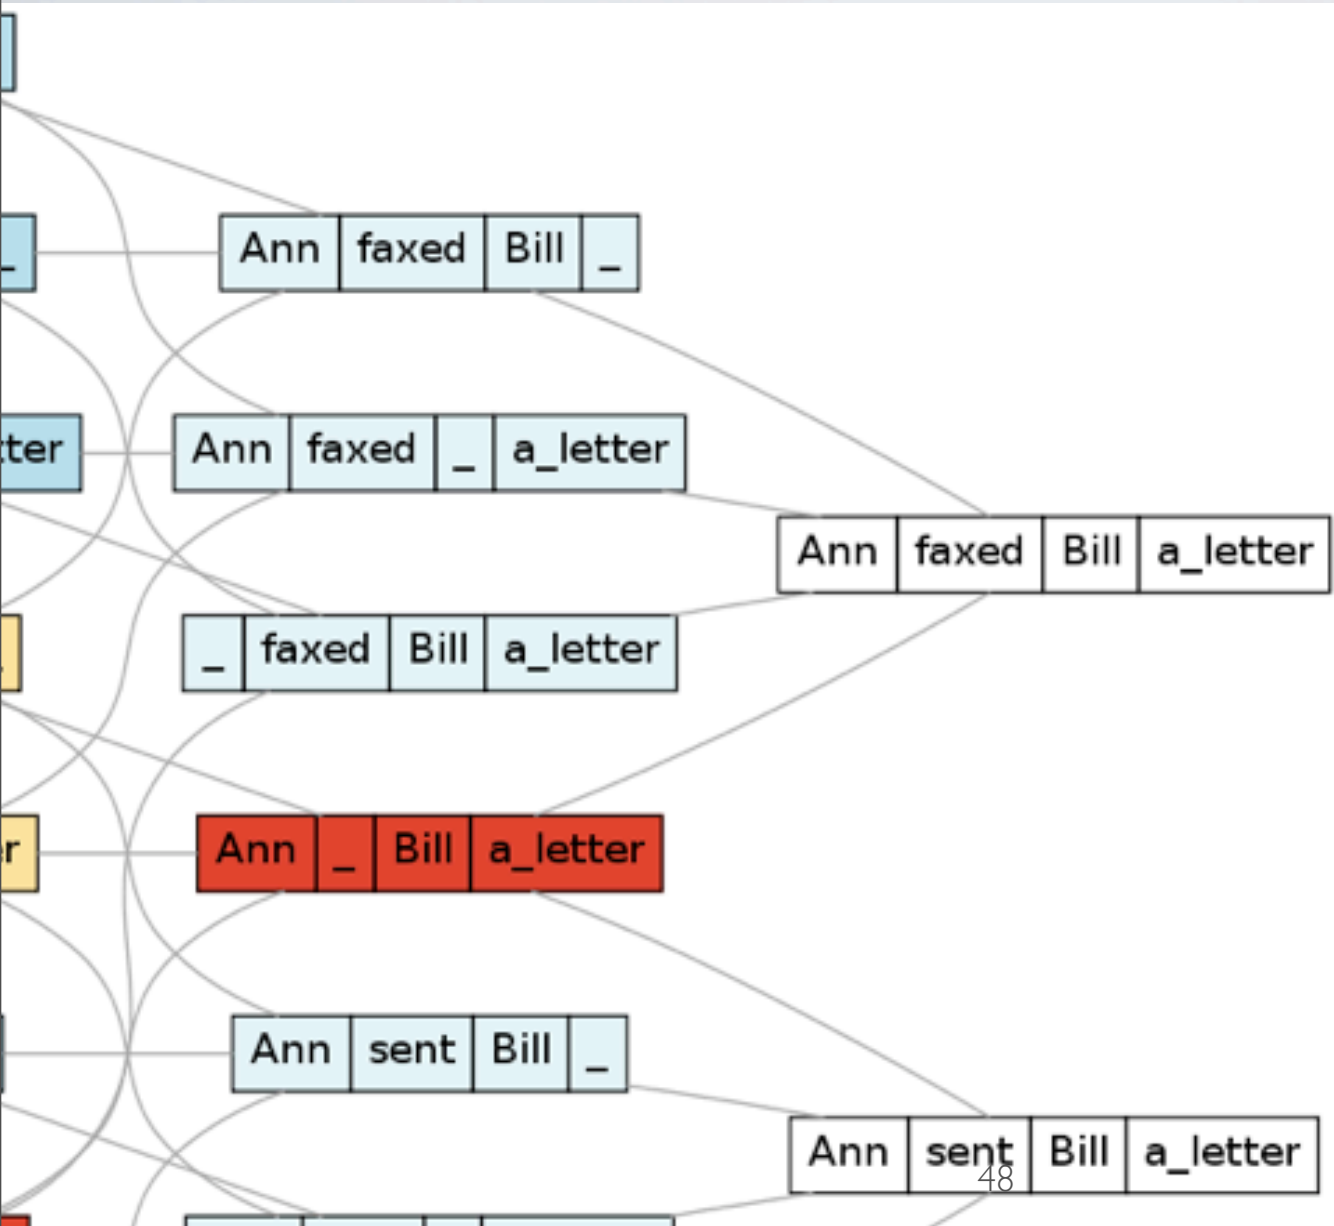 Ann faxed Bill _
_
Ann faxed _ a_letter
tter
Ann faxed Bill a_letter
_ faxed Bill a_letter
Ann _ Bill a_letter
r
Ann sent Bill _
Ann sent Bill a_letter
48